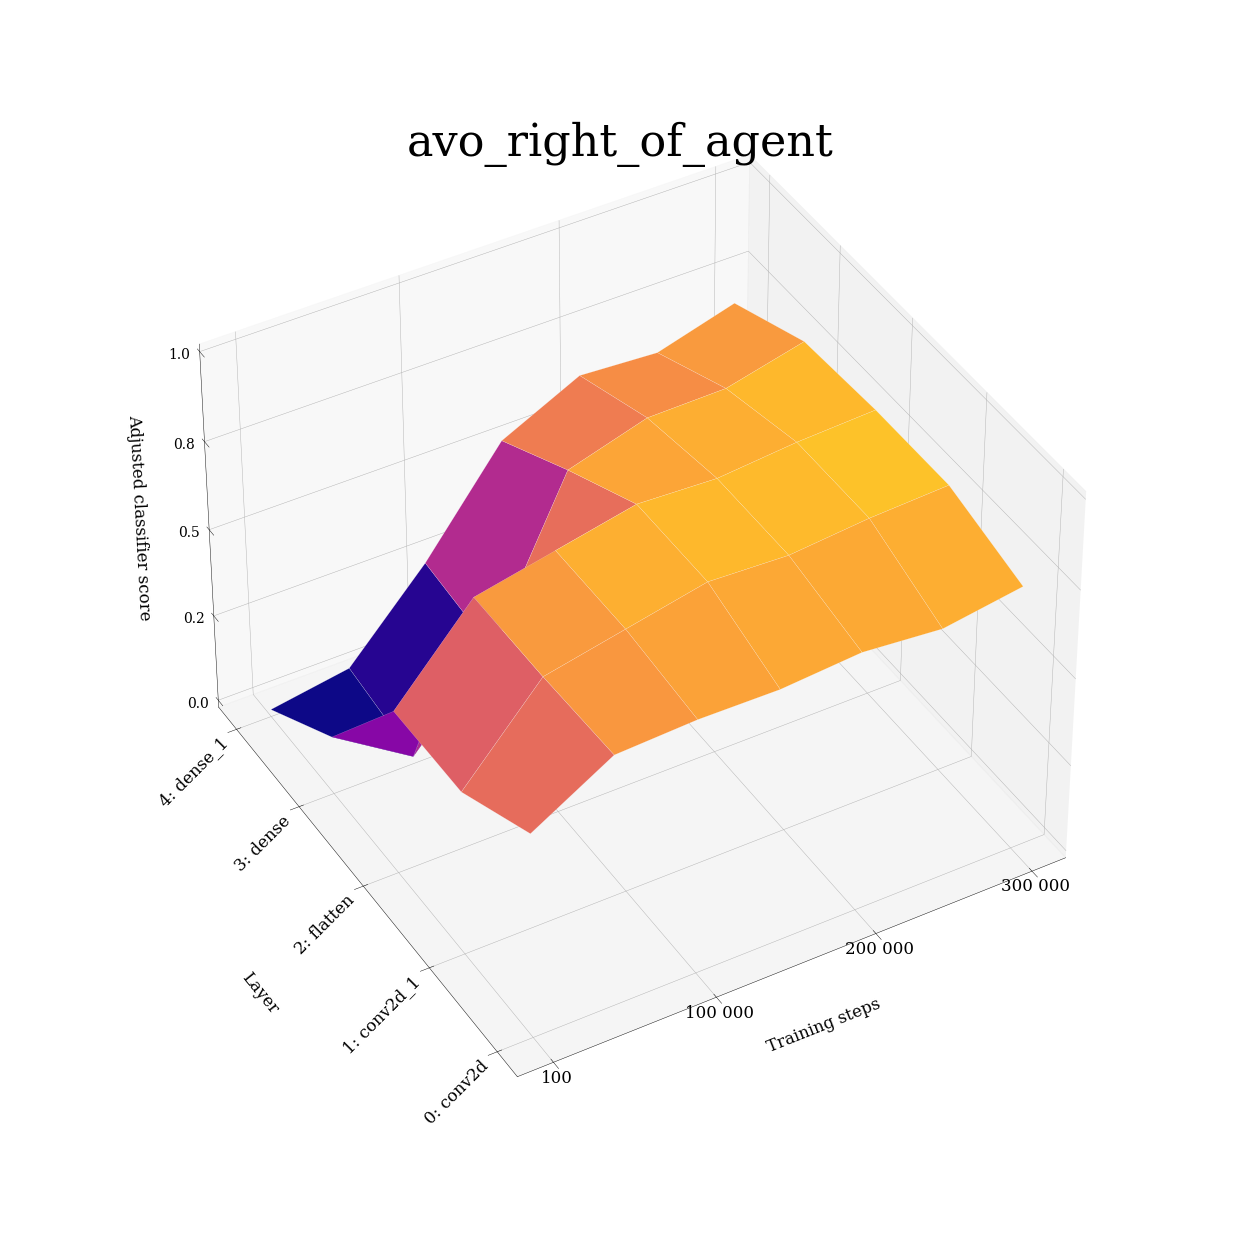 avo_right_of_agent
1.0
0.8
0.5
0.2
0.0
Adjusted classifier score
4: dense_1
3: dense
2: flatten
1: conv2d_1
0: conv2d
Layer
100
100 000
200 000
300 000
Training steps